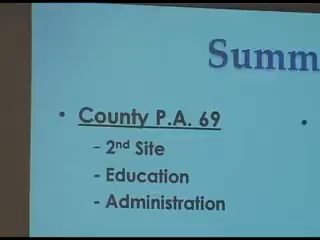 Summ
• County P.A. 69
- 2nd Site
- Education
- Administration
•